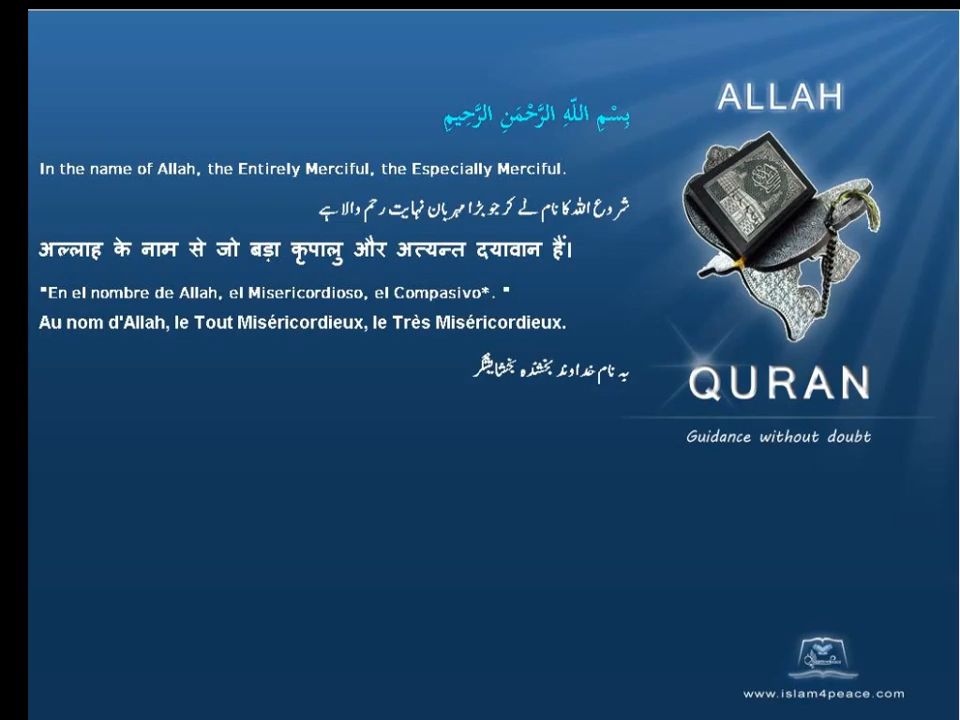 بِسْمِ اللَّهِ الرَّحْمَنِ الرَّحِيمِ
In the name of Allah, the Entirely Merciful, the Especially Merciful.
شروع اللہ کا نام لے کر جو بڑا مہربان نہایت رحم والا ہے
अल्लाह के नाम से जो बड़ा कृपालु और अत्यन्त दयावान हैं।
"En el nombre de Allah, el Misericordioso, el Compasivo*. "
Au nom d'Allah, le Tout Miséricordieux, le Très Miséricordieux.
به نام خداوند بخشنده بخشایشگر
ALLAH
QURAN
Guidance without doubt
www.islam4peace.com